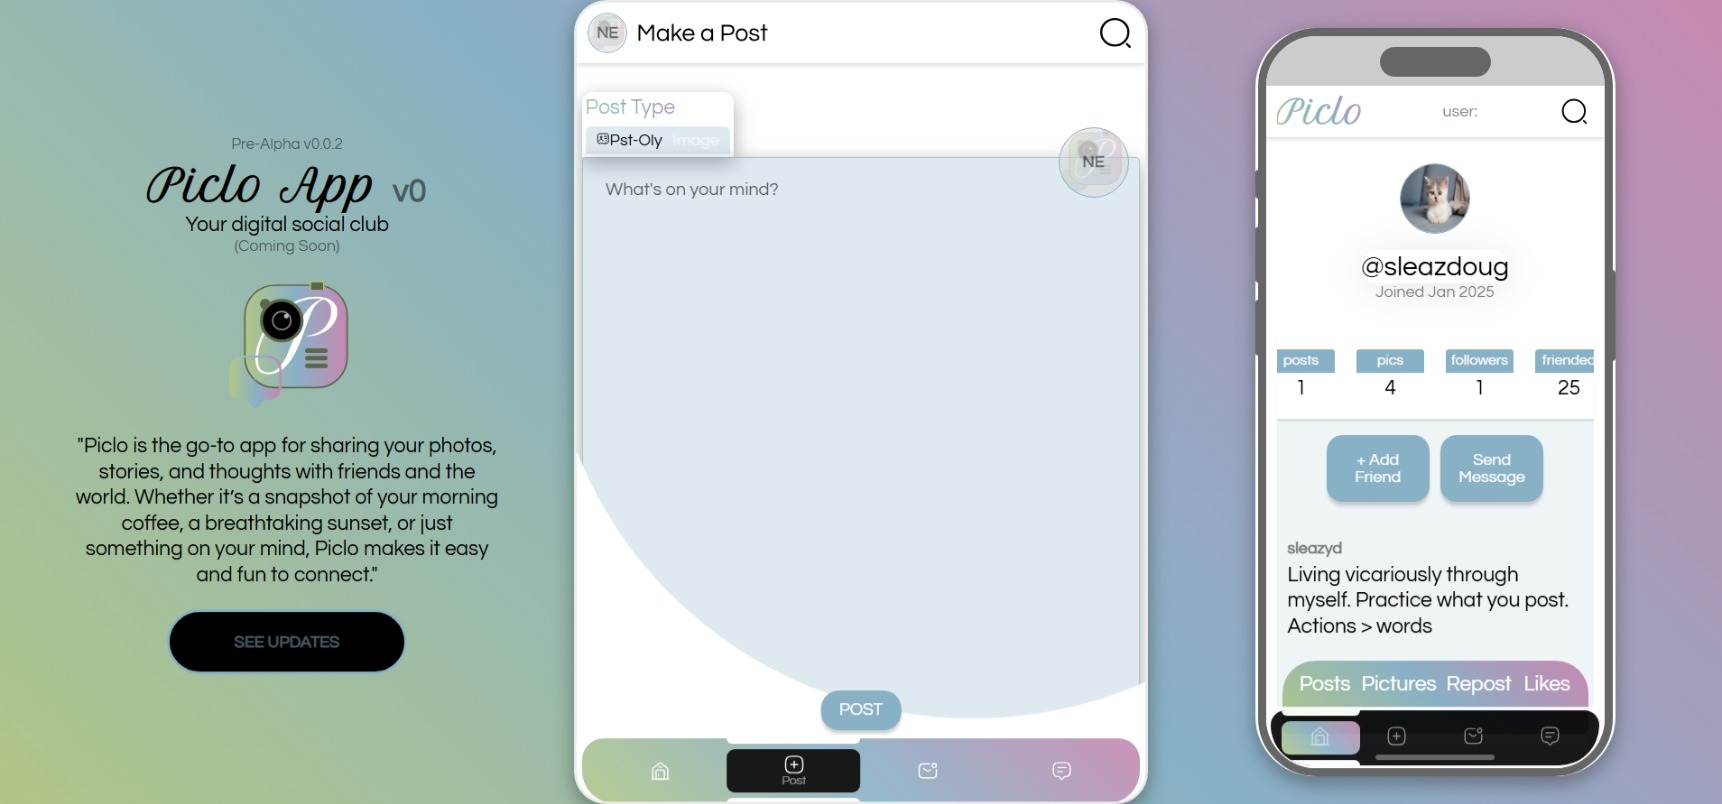 Pre-Alpha v0.0.2
Piclo App v0
Your digital social club
(Coming Soon)
P
"Piclo is the go-to app for sharing your photos,
stories, and thoughts with friends and the
world. Whether it's a snapshot of your morning
coffee, a breathtaking sunset, or just
something on your mind, Piclo makes it easy
and fun to connect."
SEE UPDATES
NE Make a Post
Post Type
Pst-Oly Image
NE
What's on your mind?
POST
Post
Piclo user:
@sleazdoug
Joined Jan 2025
posts pics followers friended
1 4 1 25
+ Add Friend
Send Message
sleazyd
Living vicariously through
myself. Practice what you post.
Actions > words
Posts Pictures Repost Likes